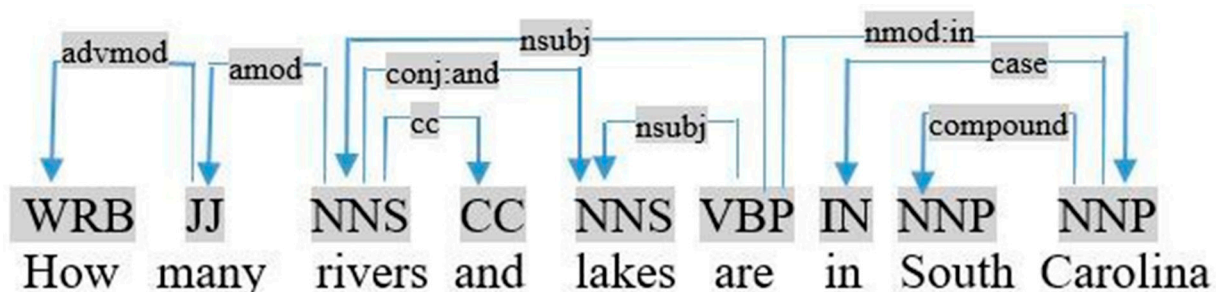 nsubj nmod:in
advmod amod conj:and case
cc nsubj compound
WRB JJ NNS CC NNS VBP IN NNP NNP
How many rivers and lakes are in South Carolina